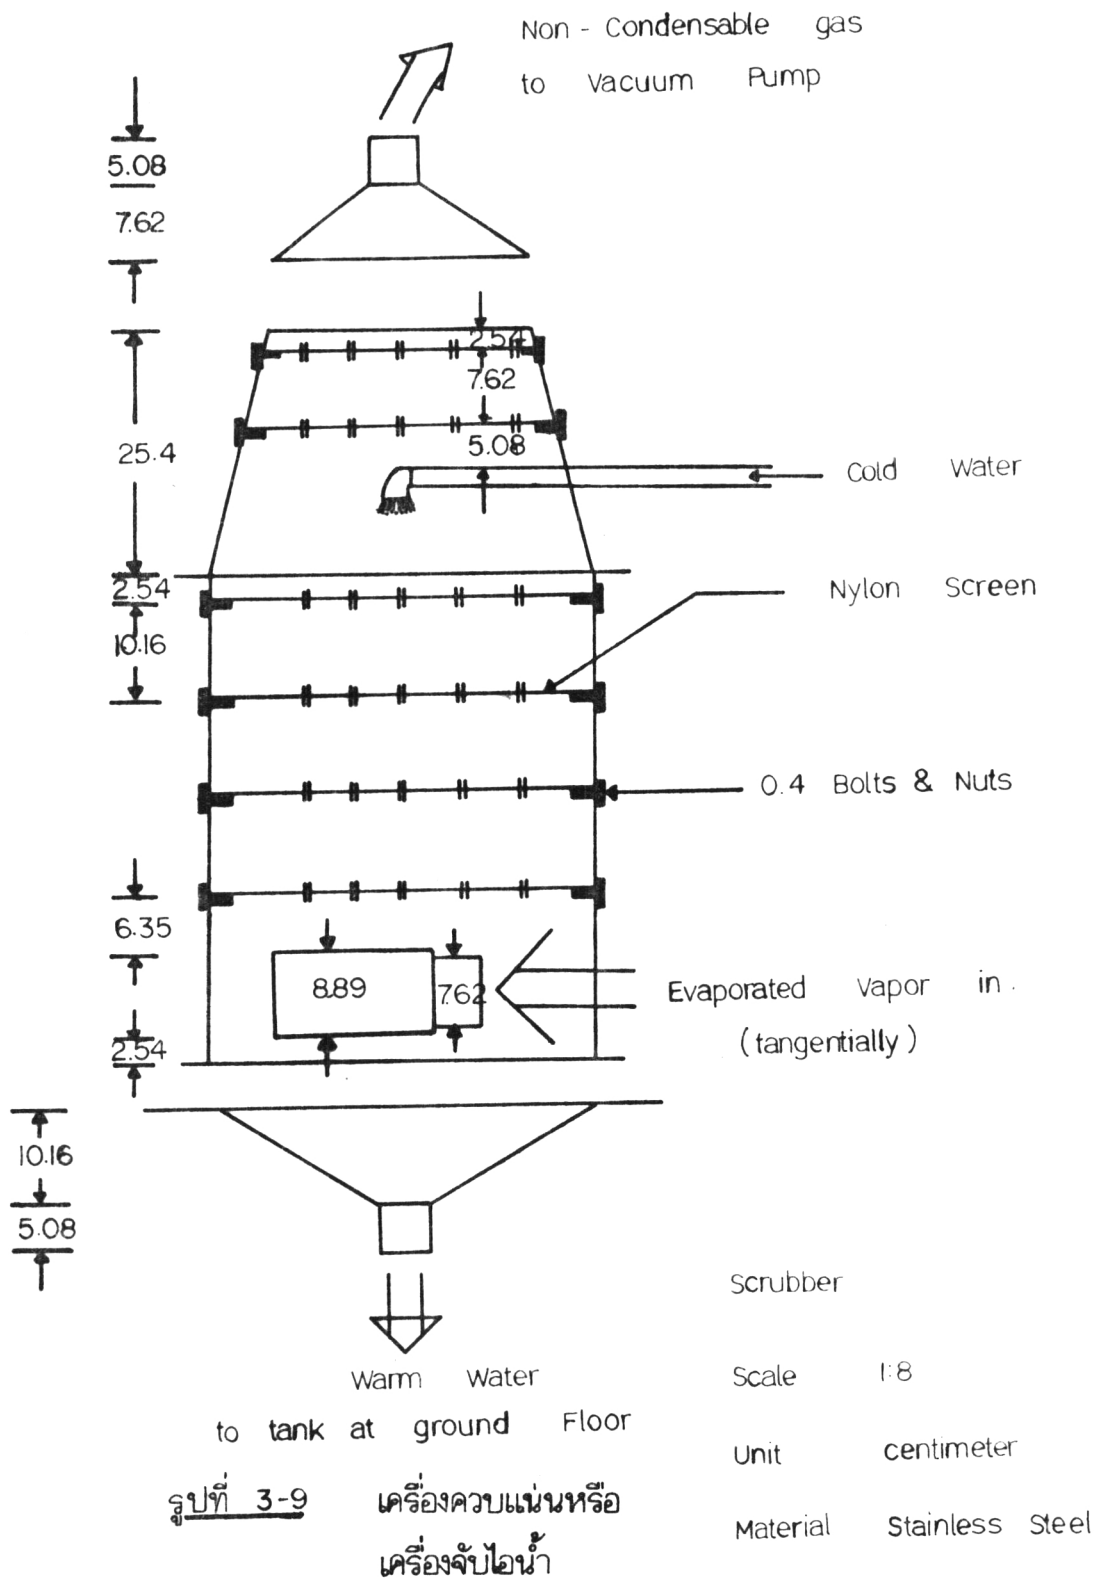 Non - Condensable gas
to Vacuum Pump
5.08
7.62
2.54
7.62
25.4
5.08
Cold Water
2.54
Nylon Screen
10.16
0.4 Bolts & Nuts
6.35
8.89
7.62
Evaporated Vapor in.
(tangentially)
2.54
10.16
5.08
Scrubber
Warm Water
Scale 1:8
to tank at ground Floor
Unit centimeter
รูปที่ 3-9 เครื่องควบแน่นหรือ
Material Stainless Steel
เครื่องจับไอน้ำ